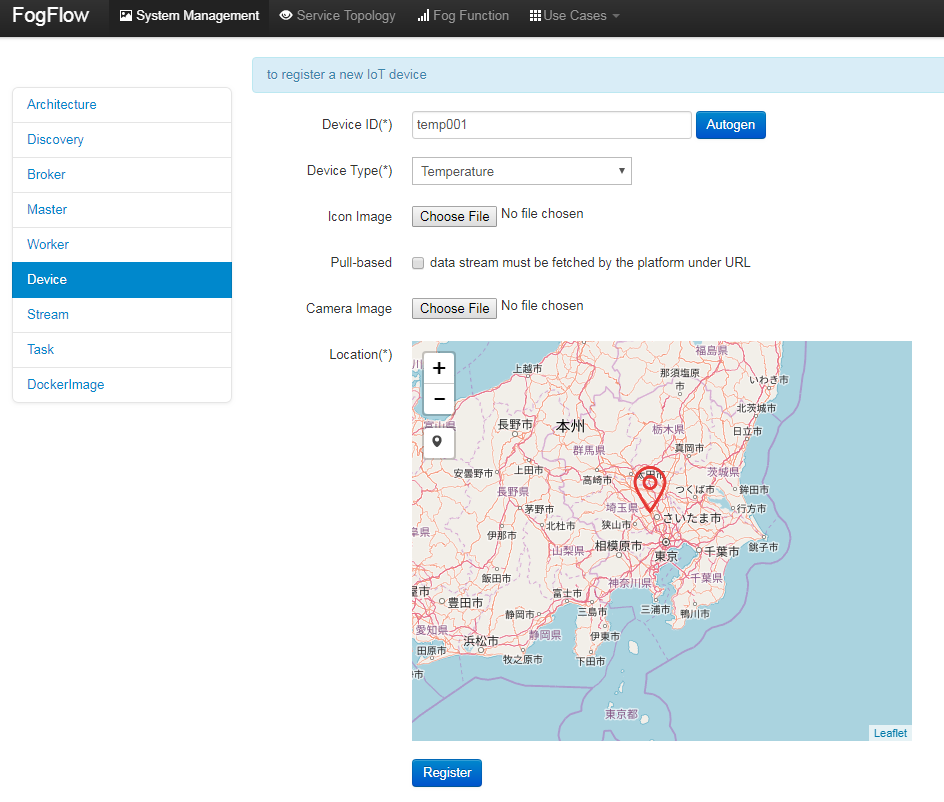 FogFlow System Management Service Topology Fog Function Use Cases
to register a new IoT device
Architecture
Discovery
Broker
Master
Worker
Device
Stream
Task
DockerImage
Device ID(*) temp001 Autogen
Device Type(*) Temperature
Icon Image Choose File No file chosen
Pull-based data stream must be fetched by the platform under URL
Camera Image Choose File No file chosen
Location(*)
+
−
福島県
上越市
那須塩原
市
いわき市
北茨城市
長野市
本州
栃木県
日立市
群馬県
真岡市
安曇野市
上田市
高崎市
太田市
茨城県
長野県
つくば市
鉾田市
茅野市
埼玉県
行方市
伊那市
北杜市
狭山市
さいたま市
山梨県
相模原市
東京
千葉市
銚子市
飯田市
富士市
神奈川県
千葉県
豊田市
静岡市
三島市
三浦市
鴨川市
愛知県
浜松市
静岡県
伊東市
田原市
牧之原市
下田市
東京都
Leaflet
Register